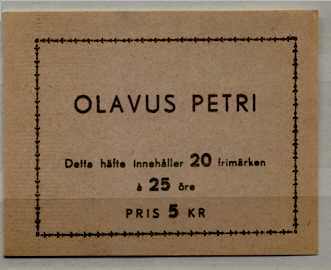 OLAVUS PETRI
Detta häfte innehåller 20 frimärken
à 25 öre
PRIS 5 KR